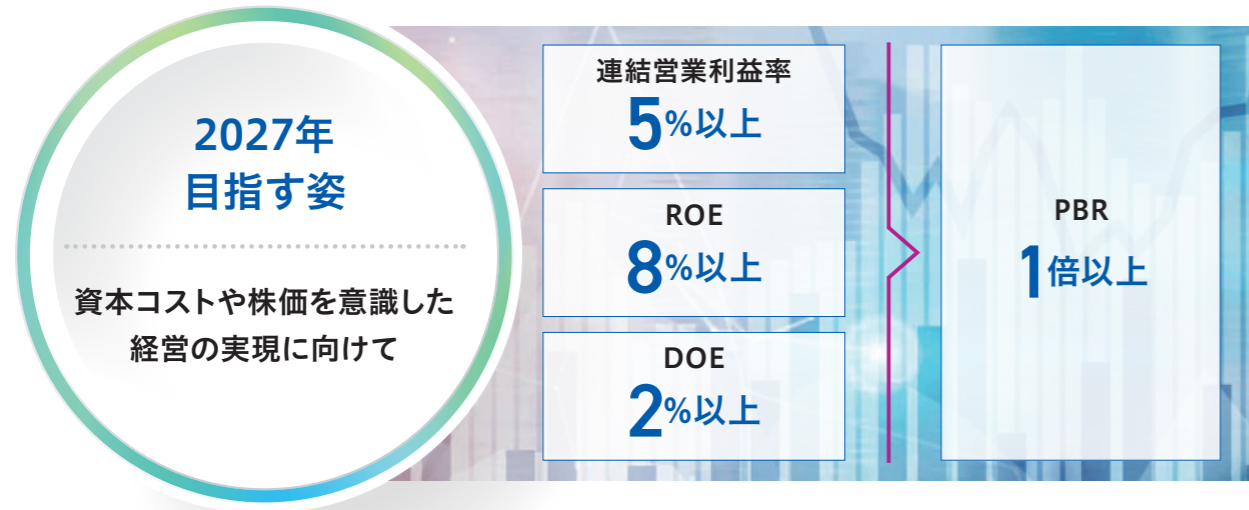 2027年
目指す姿
資本コストや株価を意識した
経営の実現に向けて
連結営業利益率
5%以上
ROE
8%以上
DOE
2%以上
PBR
1倍以上